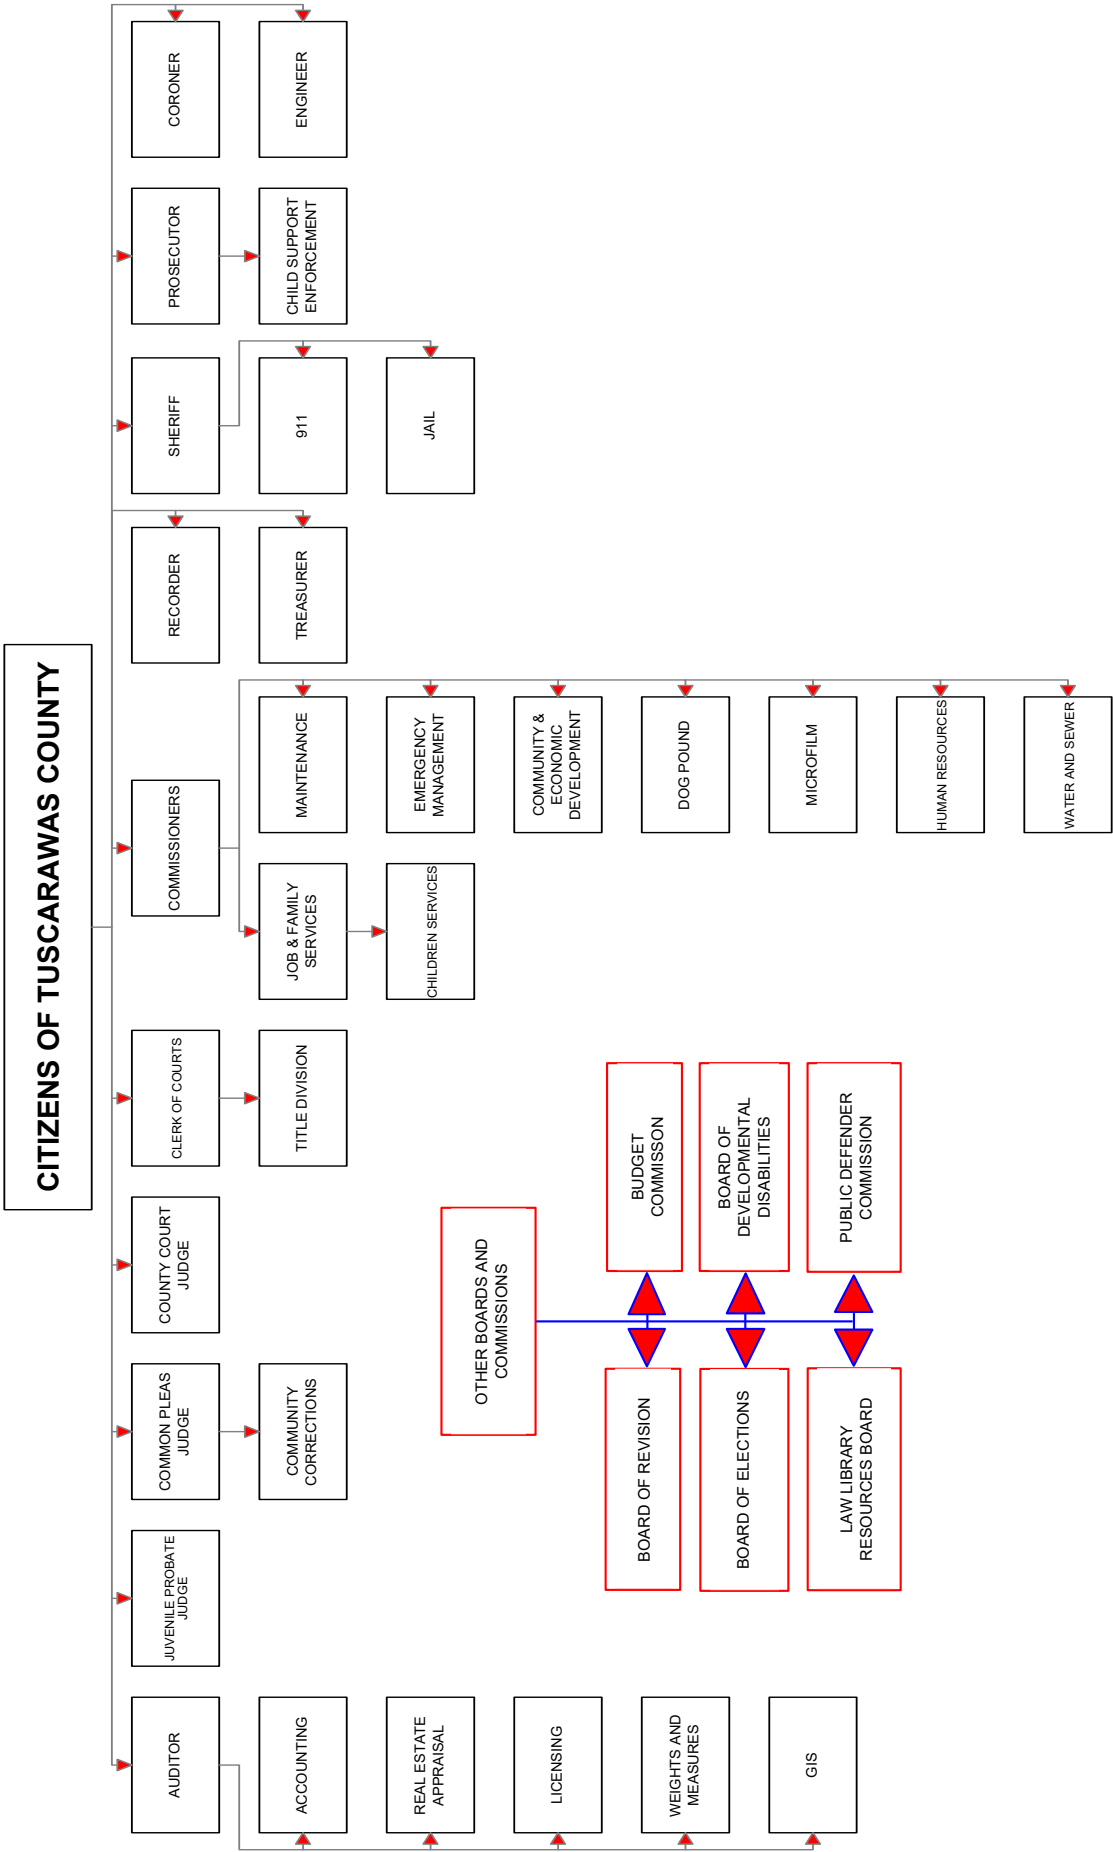 CITIZENS OF TUSCARAWAS COUNTY
AUDITOR
ACCOUNTING
REAL ESTATE
APPRAISAL
LICENSING
WEIGHTS AND
MEASURES
GIS
JUVENILE PROBATE
JUDGE
COMMON PLEAS
JUDGE
COMMUNITY
CORRECTIONS
COUNTY COURT
JUDGE
CLERK OF COURTS
TITLE DIVISION
COMMISSIONERS
JOB & FAMILY
SERVICES
CHILDREN SERVICES
MAINTENANCE
EMERGENCY
MANAGEMENT
COMMUNITY &
ECONOMIC
DEVELOPMENT
DOG POUND
MICROFILM
HUMAN RESOURCES
WATER AND SEWER
RECORDER
TREASURER
SHERIFF
911
JAIL
PROSECUTOR
CHILD SUPPORT
ENFORCEMENT
CORONER
ENGINEER
OTHER BOARDS AND
COMMISSIONS
BOARD OF REVISION
BUDGET
COMMISSON
BOARD OF ELECTIONS
BOARD OF
DEVELOPMENTAL
DISABILITIES
LAW LIBRARY
RESOURCES BOARD
PUBLIC DEFENDER
COMMISSION